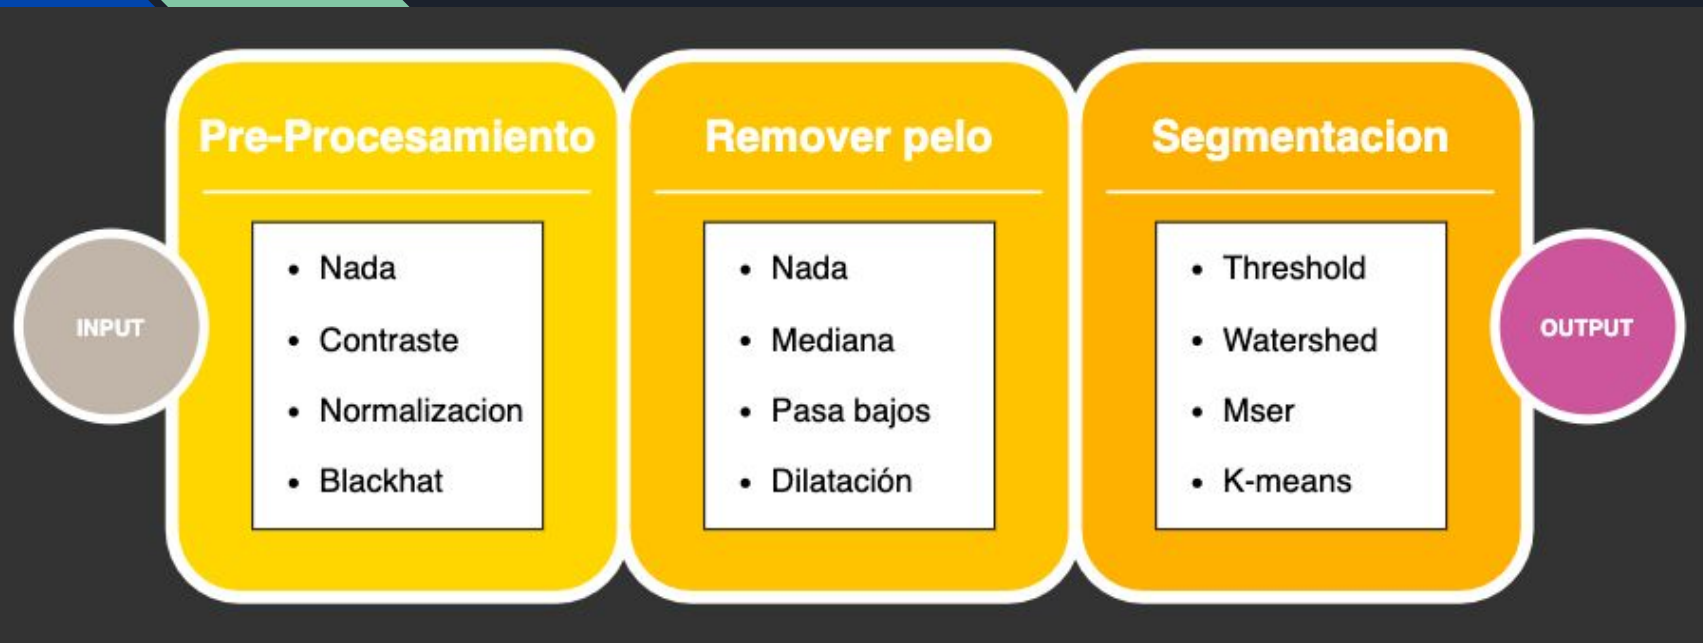 INPUT
Pre-Procesamiento
• Nada
• Contraste
• Normalizacion
• Blackhat
Remover pelo
• Nada
• Mediana
• Pasa bajos
• Dilatación
Segmentacion
• Threshold
• Watershed
• Mser
• K-means
OUTPUT